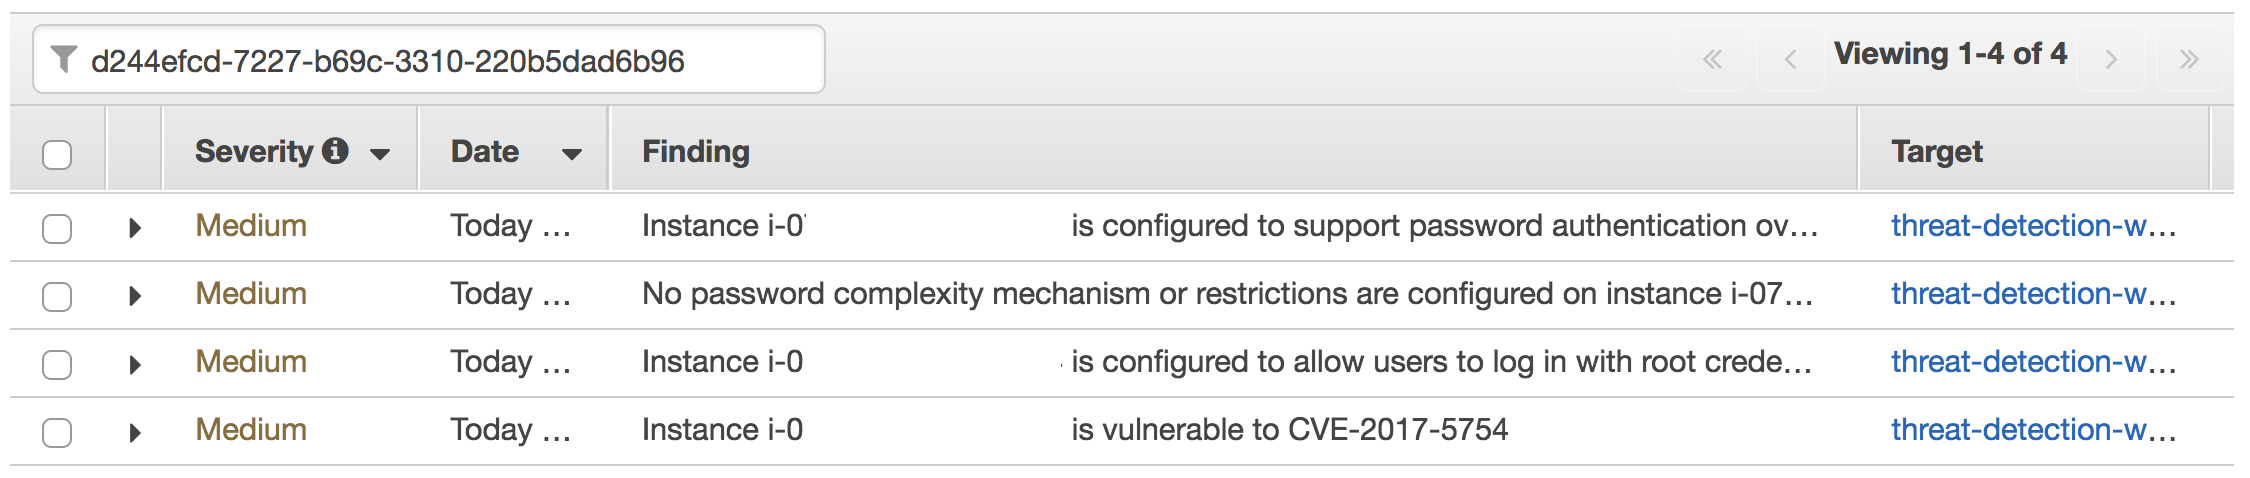 d244efcd-7227-b69c-3310-220b5dad6b96
Viewing 1-4 of 4
Severity Date Finding Target
Medium Today ... Instance i-0 is configured to support password authentication ov... threat-detection-w...
Medium Today ... No password complexity mechanism or restrictions are configured on instance i-07... threat-detection-w...
Medium Today ... Instance i-0 is configured to allow users to log in with root crede... threat-detection-w...
Medium Today ... Instance i-0 is vulnerable to CVE-2017-5754 threat-detection-w...